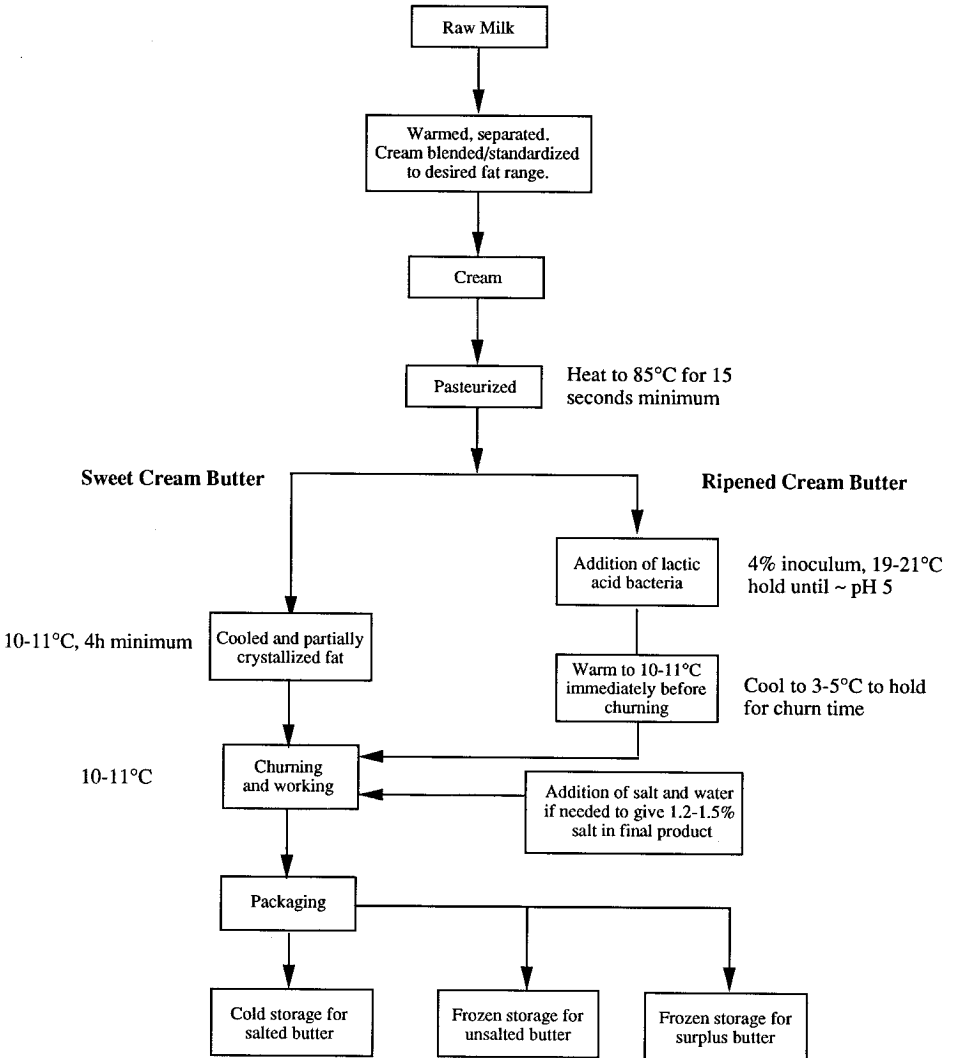 Raw Milk
Warmed, separated.
Cream blended/standardized
to desired fat range.
Cream
Pasteurized
Heat to 85°C for 15
seconds minimum
Sweet Cream Butter
Ripened Cream Butter
Addition of lactic
acid bacteria
4% inoculum, 19-21°C
hold until ~ pH 5
10-11°C, 4h minimum
Cooled and partially
crystallized fat
Warm to 10-11°C
immediately before
churning
Cool to 3-5°C to hold
for churn time
10-11°C
Churning
and working
Addition of salt and water
if needed to give 1.2-1.5%
salt in final product
Packaging
Cold storage for
salted butter
Frozen storage for
unsalted butter
Frozen storage for
surplus butter